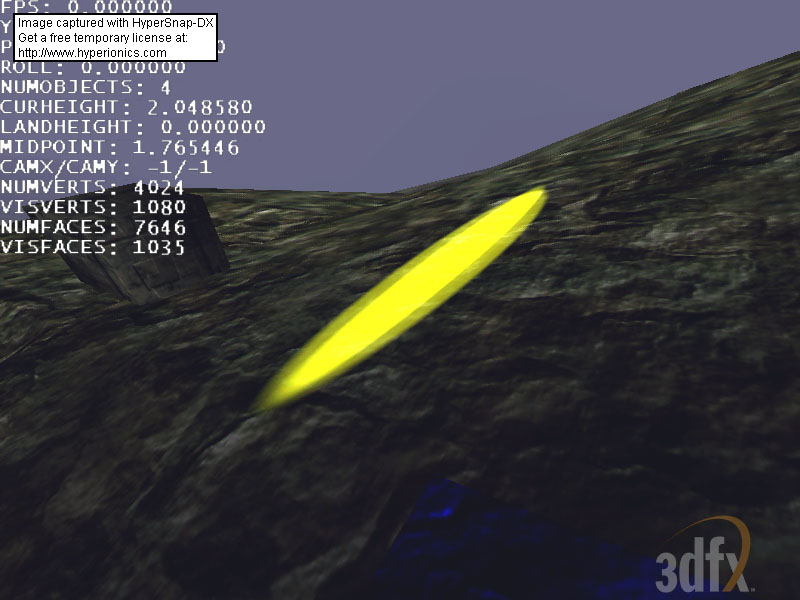 FPS: 0.000000
Image captured with HyperSnap-DX
Get a free temporary license at:
http://www.hyperionics.com
ROLL: 0.000000
NUMOBJECTS: 4
CURHEIGHT: 2.048580
LANDHEIGHT: 0.000000
MIDPOINT: 1.765446
CAMX/CAMY: -1/-1
NUMVERTS: 4024
VISVERTS: 1080
NUMFACES: 7646
VISFACES: 1035
3dfx